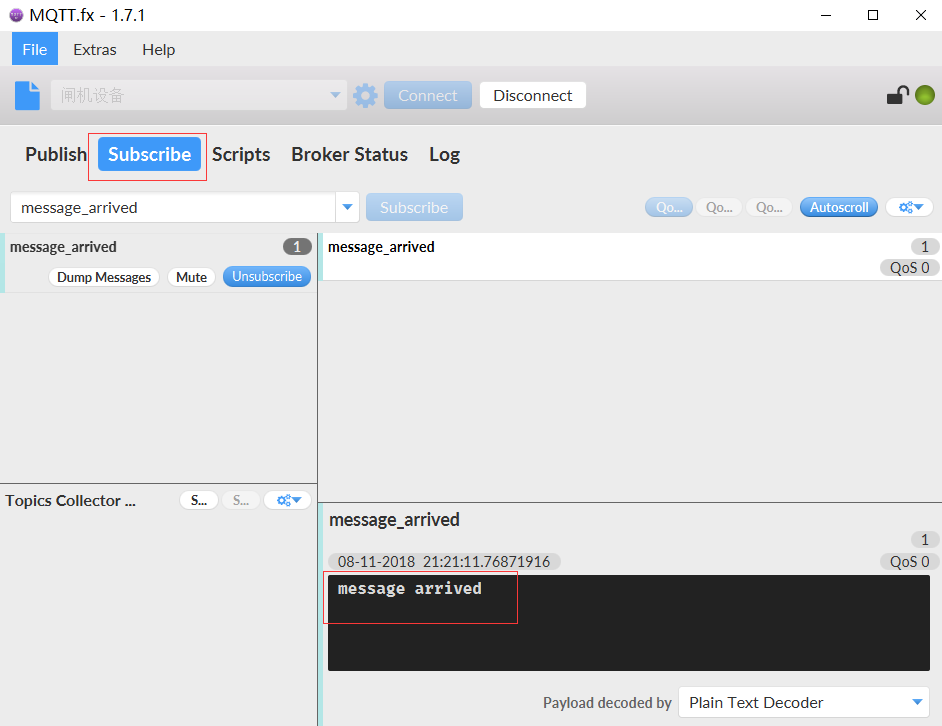 MQTT.fx - 1.7.1
File Extras Help
闸机设备 Connect Disconnect
Publish Subscribe Scripts Broker Status Log
message_arrived Subscribe Qo... Qo... Qo... Autoscroll
message_arrived 1
Dump Messages Mute Unsubscribe
message_arrived 1
QoS 0
Topics Collector ... S... S...
message_arrived
1
08-11-2018 21:21:11.76871916 QoS 0
message arrived
Payload decoded by Plain Text Decoder